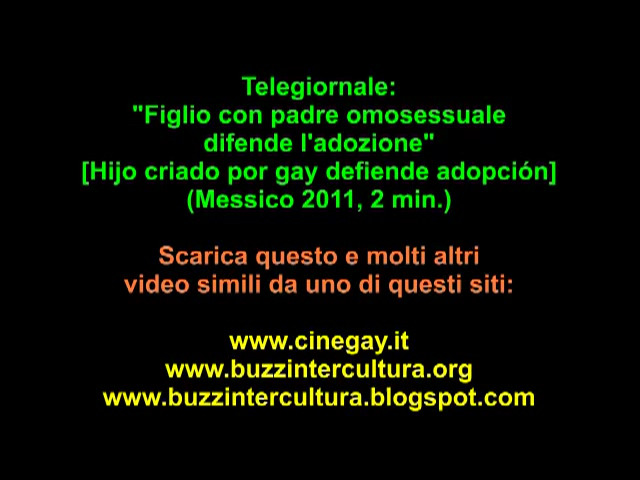 Telegiornale:
"Figlio con padre omosessuale
difende l'adozione"
[Hijo criado por gay defiende adopción]
(Messico 2011, 2 min.)
Scarica questo e molti altri
video simili da uno di questi siti:
www.cinegay.it
www.buzzintercultura.org
www.buzzintercultura.blogspot.com